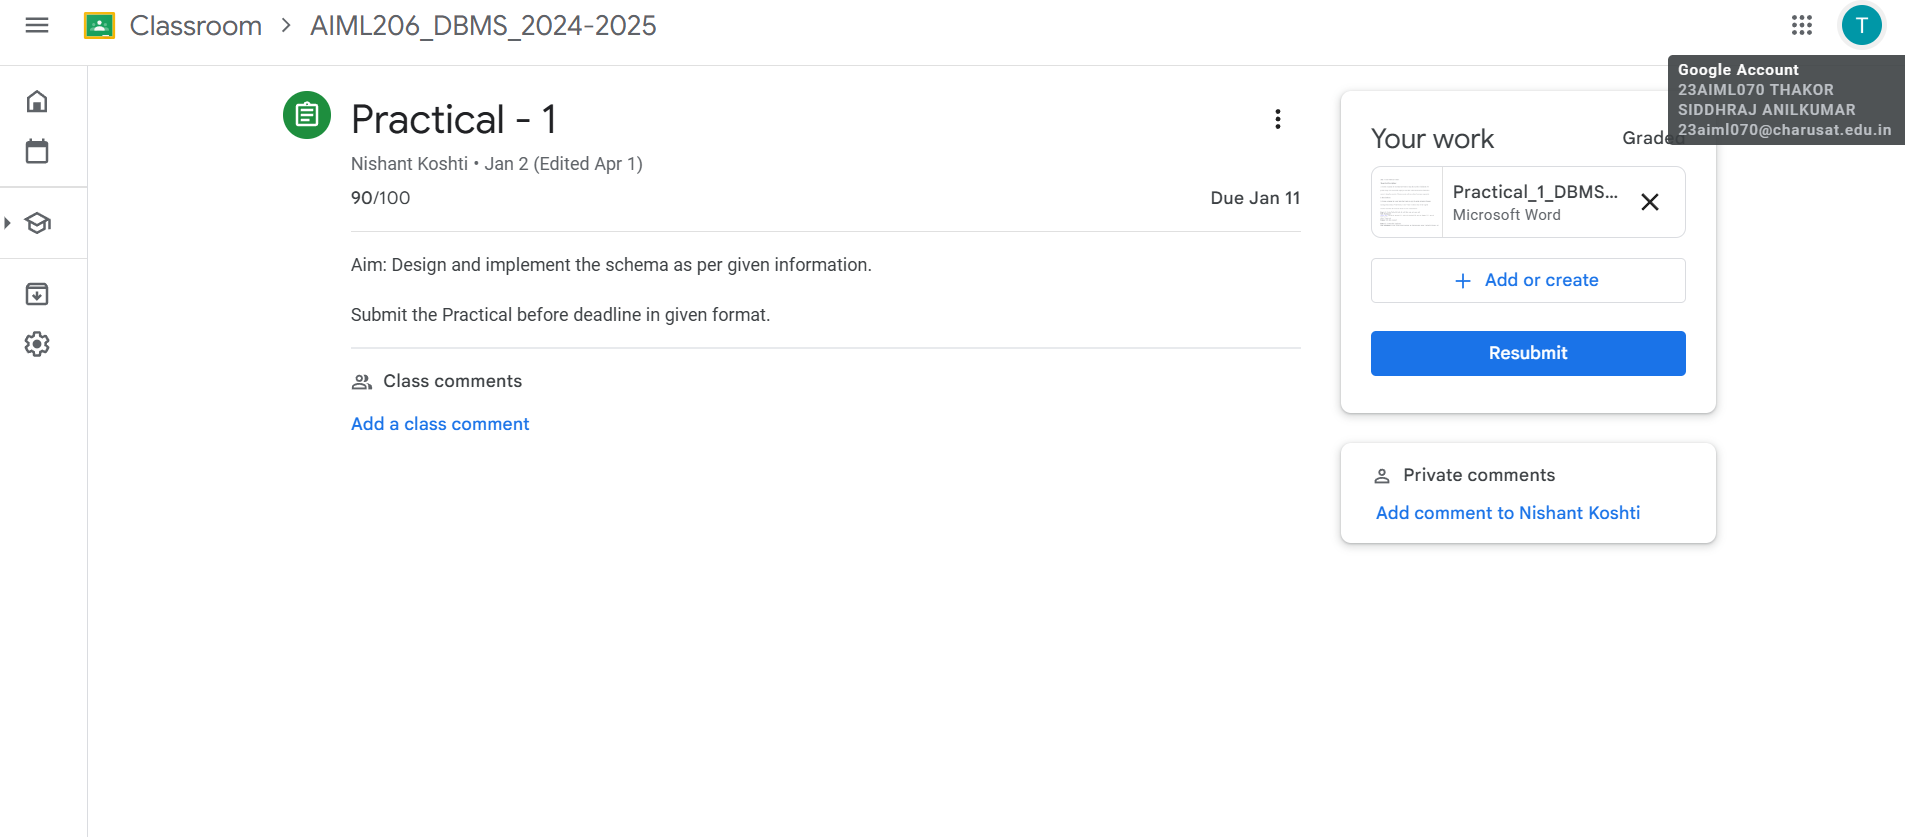 Classroom > AIML206_DBMS_2024-2025
T
Google Account
23AIML070 THAKOR
SIDDHRAJ ANILKUMAR
23aiml070@charusat.edu.in
Practical - 1
Nishant Koshti • Jan 2 (Edited Apr 1)
90/100
Due Jan 11
Aim: Design and implement the schema as per given information.
Submit the Practical before deadline in given format.
Class comments
Add a class comment
Your work
Graded
Practical_1_DBMS...
Microsoft Word
+ Add or create
Resubmit
Private comments
Add comment to Nishant Koshti